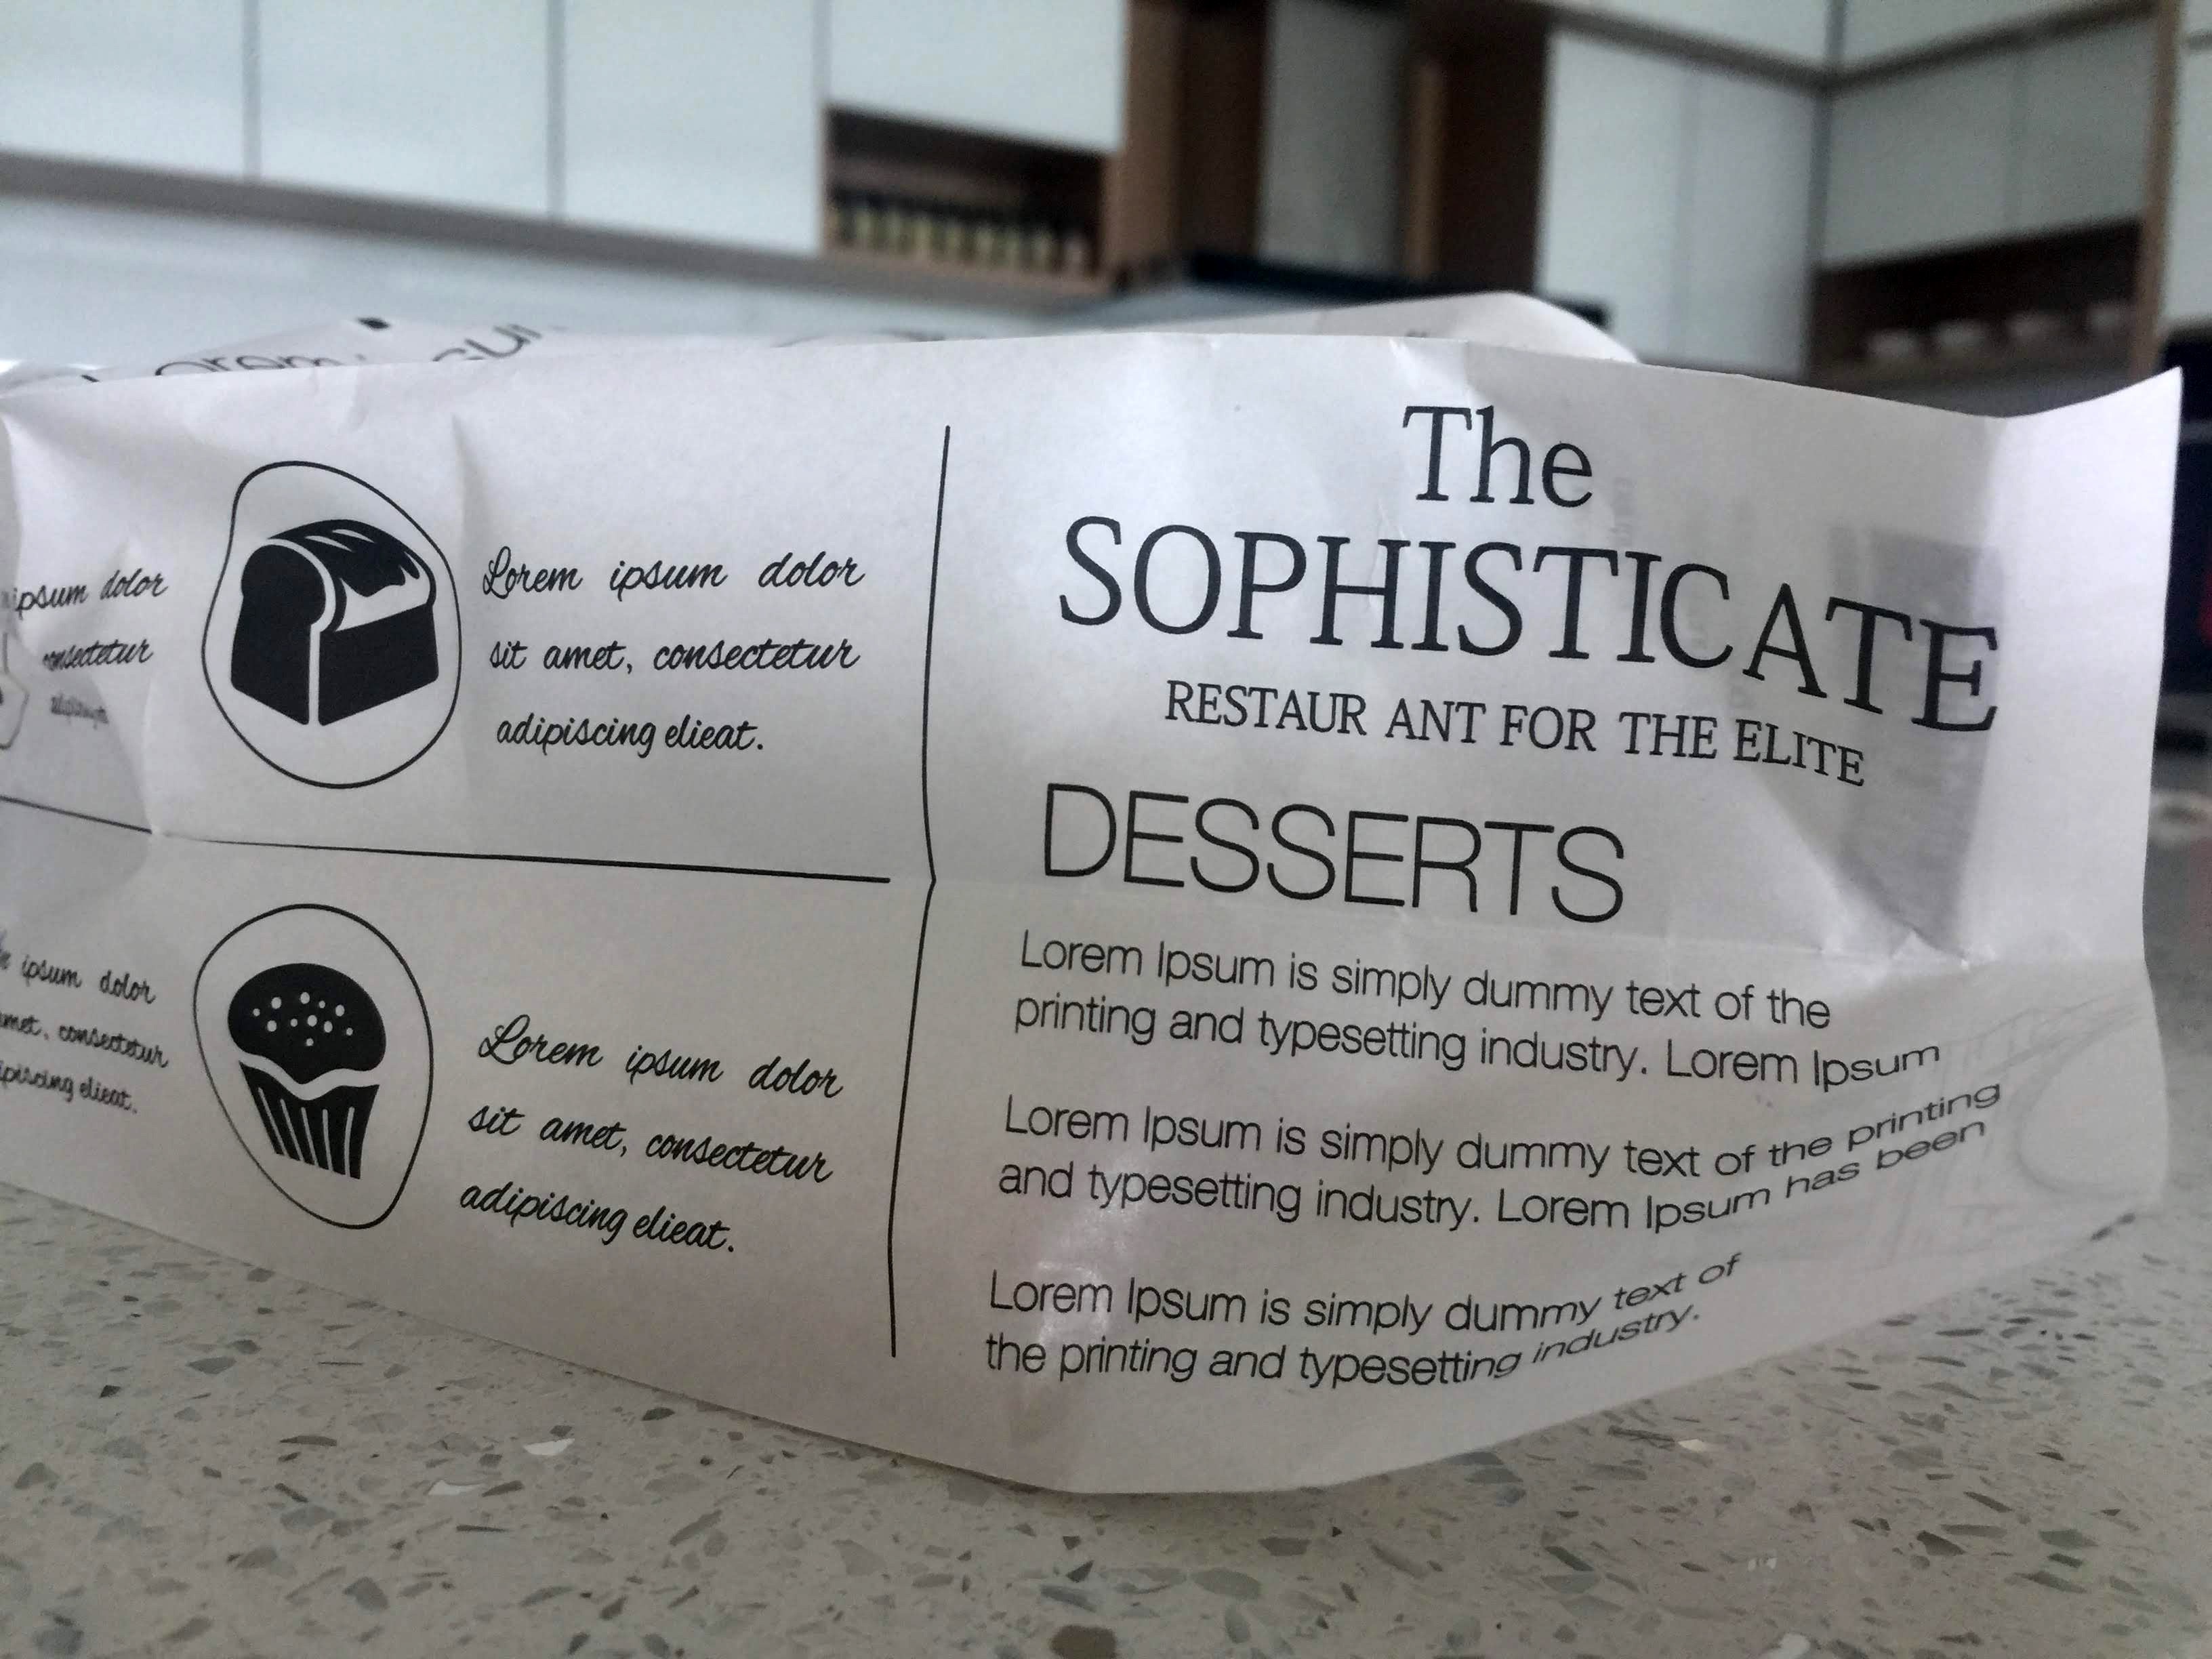 ipsum dolor
consectetur
ipsum dolor
consectetur
elieat.
Lorem ipsum dolor
sit amet, consectetur
adipiscing elieat.
Lorem ipsum dolor
sit amet, consectetur
adipiscing elieat.
The
SOPHISTICATE
RESTAUR ANT FOR THE ELITE
DESSERTS
Lorem Ipsum is simply dummy text of the
printing and typesetting industry. Lorem Ipsum
Lorem Ipsum is simply dummy text of the printing
and typesetting industry. Lorem Ipsum has been
Lorem Ipsum is simply dummy text of
the printing and typesetting industry.